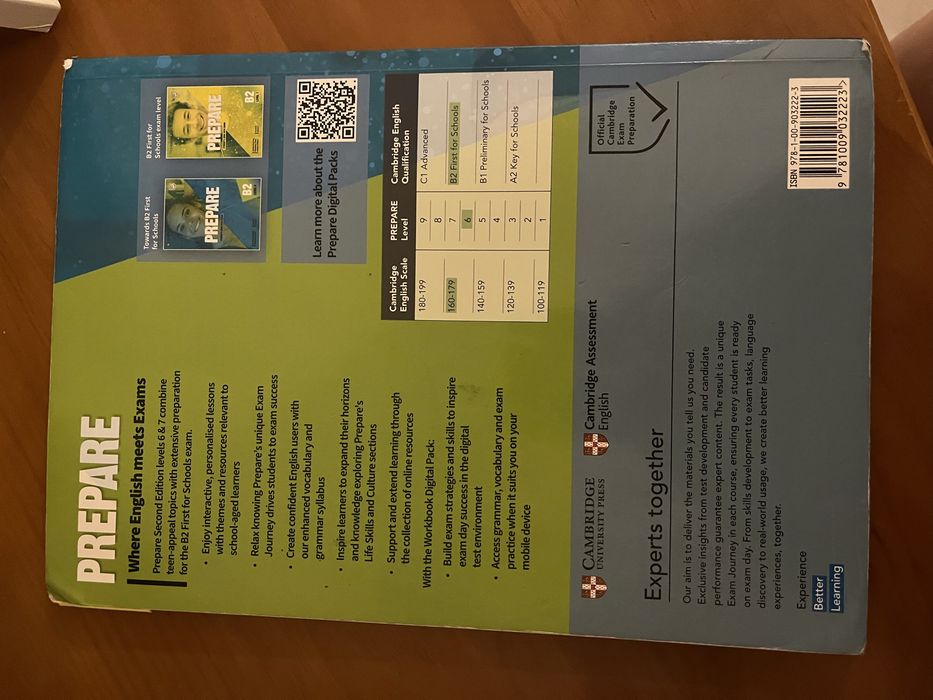 PREPARE
Where English meets Exams
Prepare Second Edition levels 6 & 7 combine
teen-appeal topics with extensive preparation
for the B2 First for Schools exam.
• Enjoy interactive, personalised lessons
with themes and resources relevant to
school-aged learners
• Relax knowing Prepare's unique Exam
Journey drives students to exam success
• Create confident English users with
our enhanced vocabulary and
grammar syllabus
• Inspire learners to expand their horizons
and knowledge exploring Prepare's
Life Skills and Culture sections
• Support and extend learning through
the collection of online resources
With the Workbook Digital Pack:
• Build exam strategies and skills to inspire
exam day success in the digital
test environment
• Access grammar, vocabulary and exam
practice when it suits you on your
mobile device
Towards B2 First
for Schools
PREPARE
B2
B2 First for
Schools exam level
PREPARE
B2
Learn more about the
Prepare Digital Packs
Cambridge
English Scale
PREPARE
Level
Cambridge English
Qualification
180-199 9 C1 Advanced
8
160-179 7 B2 First for Schools
6
140-159 5 B1 Preliminary for Schools
4
120-139 3 A2 Key for Schools
2
100-119 1
CAMBRIDGE
UNIVERSITY PRESS
Cambridge Assessment
English
Experts together
Our aim is to deliver the materials you tell us you need.
Exclusive insights from test development and candidate
performance guarantee expert content. The result is a unique
Exam Journey in each course, ensuring every student is ready
on exam day. From skills development to exam tasks, language
discovery to real-world usage, we create better learning
experiences, together.
Experience
Better
Learning
Official
Cambridge
Exam
Preparation
ISBN 978-1-00-903222-3
9 781009 032223 >